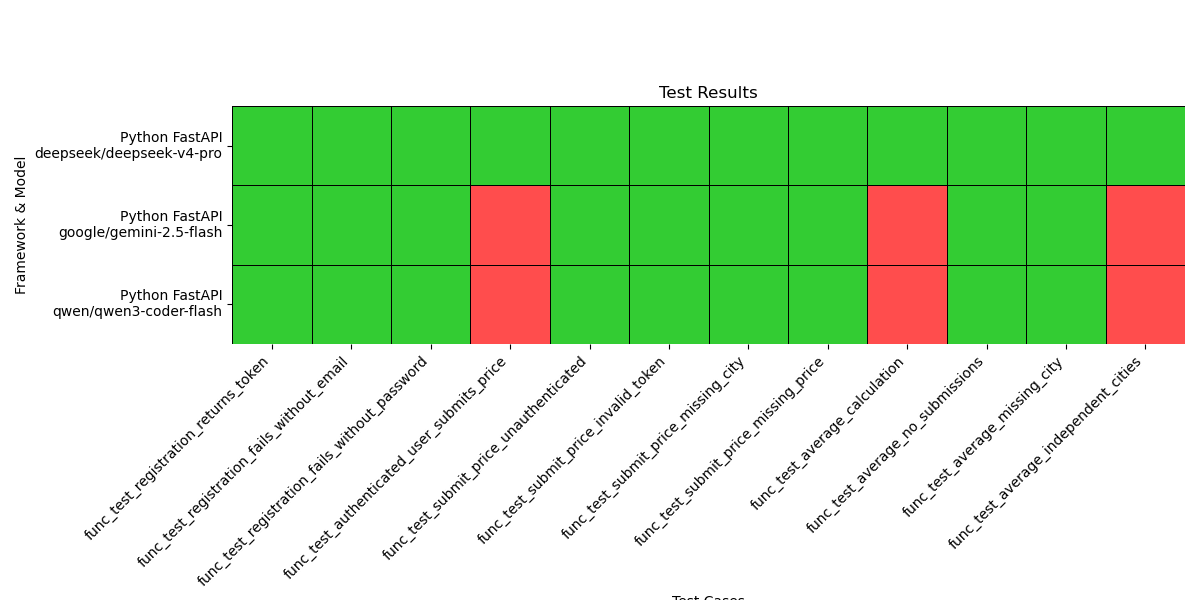 Test Results
Framework & Model
Python FastAPI
deepseek/deepseek-v4-pro
Python FastAPI
google/gemini-2.5-flash
Python FastAPI
qwen/qwen3-coder-flash
func_test_registration_returns_token
func_test_registration_fails_without_email
func_test_registration_fails_without_password
func_test_authenticated_user_submits_price
func_test_submit_price_unauthenticated
func_test_submit_price_invalid_token
func_test_submit_price_missing_city
func_test_submit_price_missing_price
func_test_average_calculation
func_test_average_no_submissions
func_test_average_missing_city
func_test_average_independent_cities
Test Cases